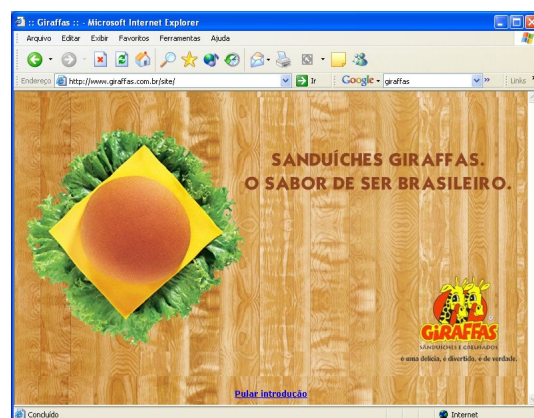 :: Giraffas :: - Microsoft Internet Explorer
Arquivo Editar Exibir Favoritos Ferramentas Ajuda
Endereço http://www.giraffas.com.br/site/ Ir Google giraffas Links
SANDUÍCHES GIRAFFAS.
O SABOR DE SER BRASILEIRO.
GIRAFFAS
SANDUÍCHES E GRELHADOS
é uma delícia, é divertido, é de verdade.
Pular introdução
Concluído Internet